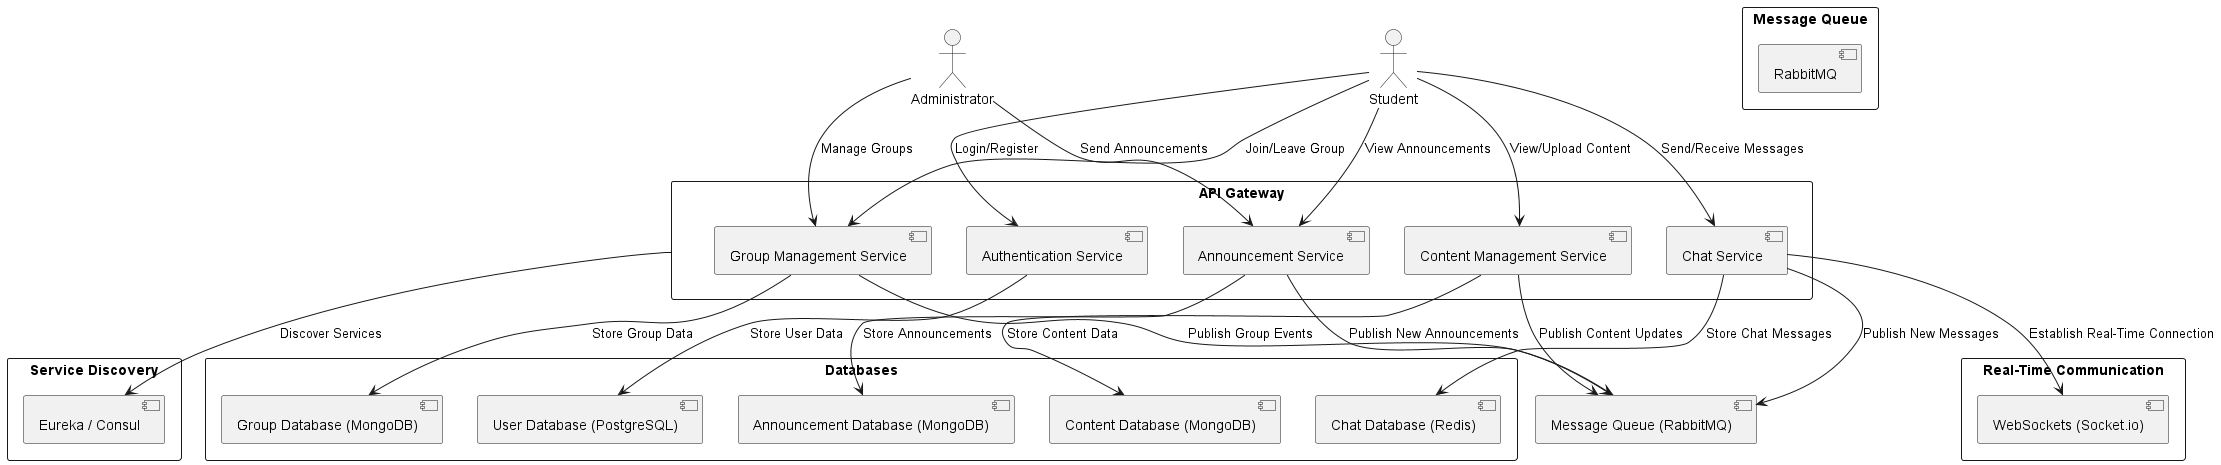 Message Queue
RabbitMQ
Administrator
Student
Manage Groups
Login/Register
Send Announcements
Join/Leave Group
View Announcements
View/Upload Content
Send/Receive Messages
API Gateway
Group Management Service
Authentication Service
Announcement Service
Content Management Service
Chat Service
Discover Services
Store Group Data
Store User Data
Store Announcements
Store Content Data
Publish Group Events
Publish New Announcements
Publish Content Updates
Store Chat Messages
Publish New Messages
Establish Real-Time Connection
Service Discovery
Databases
Real-Time Communication
Eureka / Consul
Group Database (MongoDB)
User Database (PostgreSQL)
Announcement Database (MongoDB)
Content Database (MongoDB)
Chat Database (Redis)
Message Queue (RabbitMQ)
WebSockets (Socket.io)